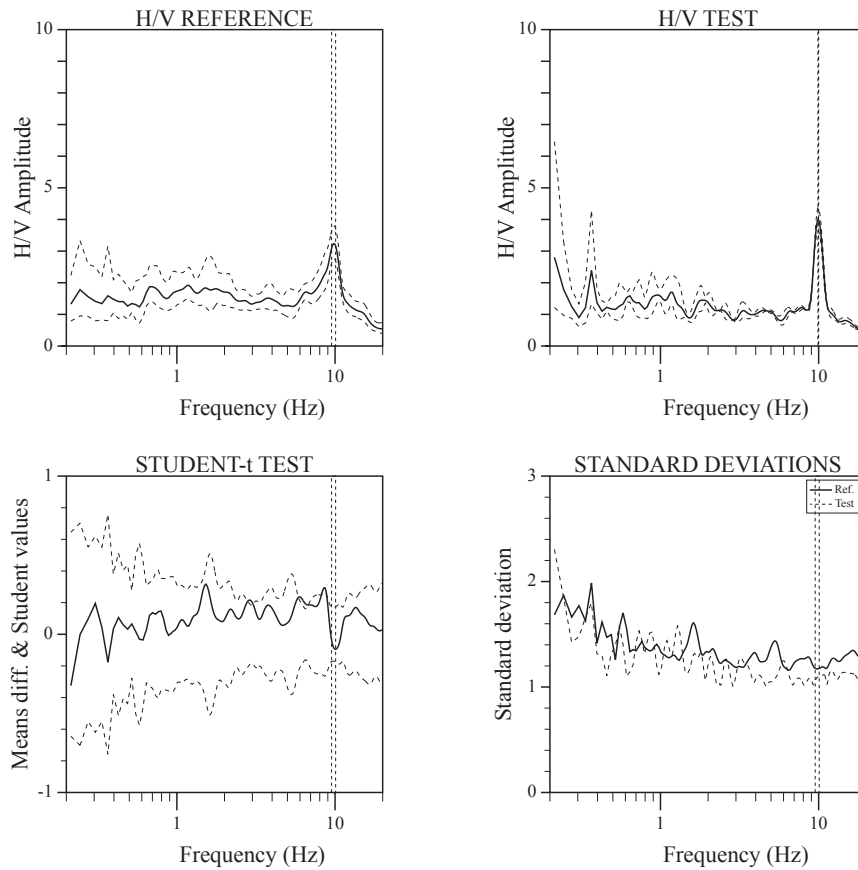 H/V REFERENCE
10
5
0
H/V Amplitude
1
10
Frequency (Hz)
H/V TEST
10
5
0
H/V Amplitude
1
10
Frequency (Hz)
STUDENT-t TEST
1
0
-1
Means diff. & Student values
1
10
Frequency (Hz)
STANDARD DEVIATIONS
3
2
1
0
Standard deviation
Ref.
Test
1
10
Frequency (Hz)